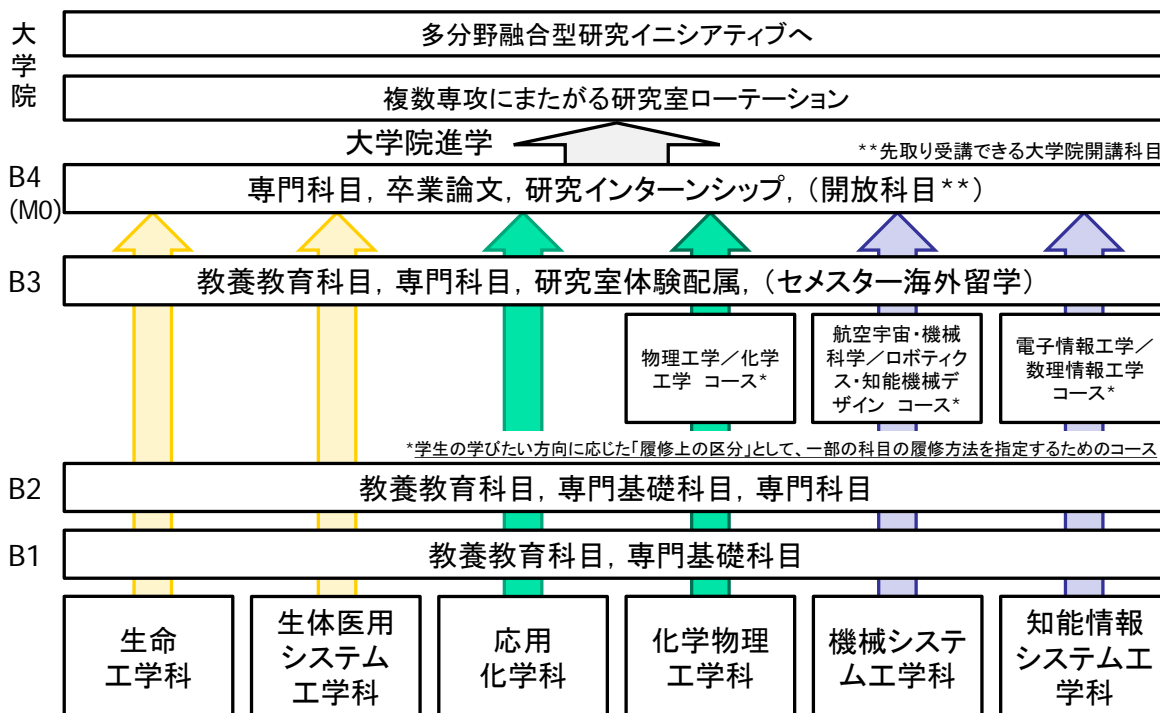 大
学
院
多分野融合型研究イニシアティブへ
複数専攻にまたがる研究室ローテーション
大学院進学
**先取り受講できる大学院開講科目
B4
(M0)
専門科目, 卒業論文, 研究インターンシップ, (開放科目**)
B3
教養教育科目, 専門科目, 研究室体験配属, (セメスター海外留学)
物理工学／化学
工学 コース*
航空宇宙・機械
科学／ロボティク
ス・知能機械デ
ザイン コース*
電子情報工学／
数理情報工学
コース*
*学生の学びたい方向に応じた「履修上の区分」として、一部の科目の履修方法を指定するためのコース
B2
教養教育科目, 専門基礎科目, 専門科目
B1
教養教育科目, 専門基礎科目
生命
工学科
生体医用
システム
工学科
応用
化学科
化学物理
工学科
機械システ
ム工学科
知能情報
システム工
学科